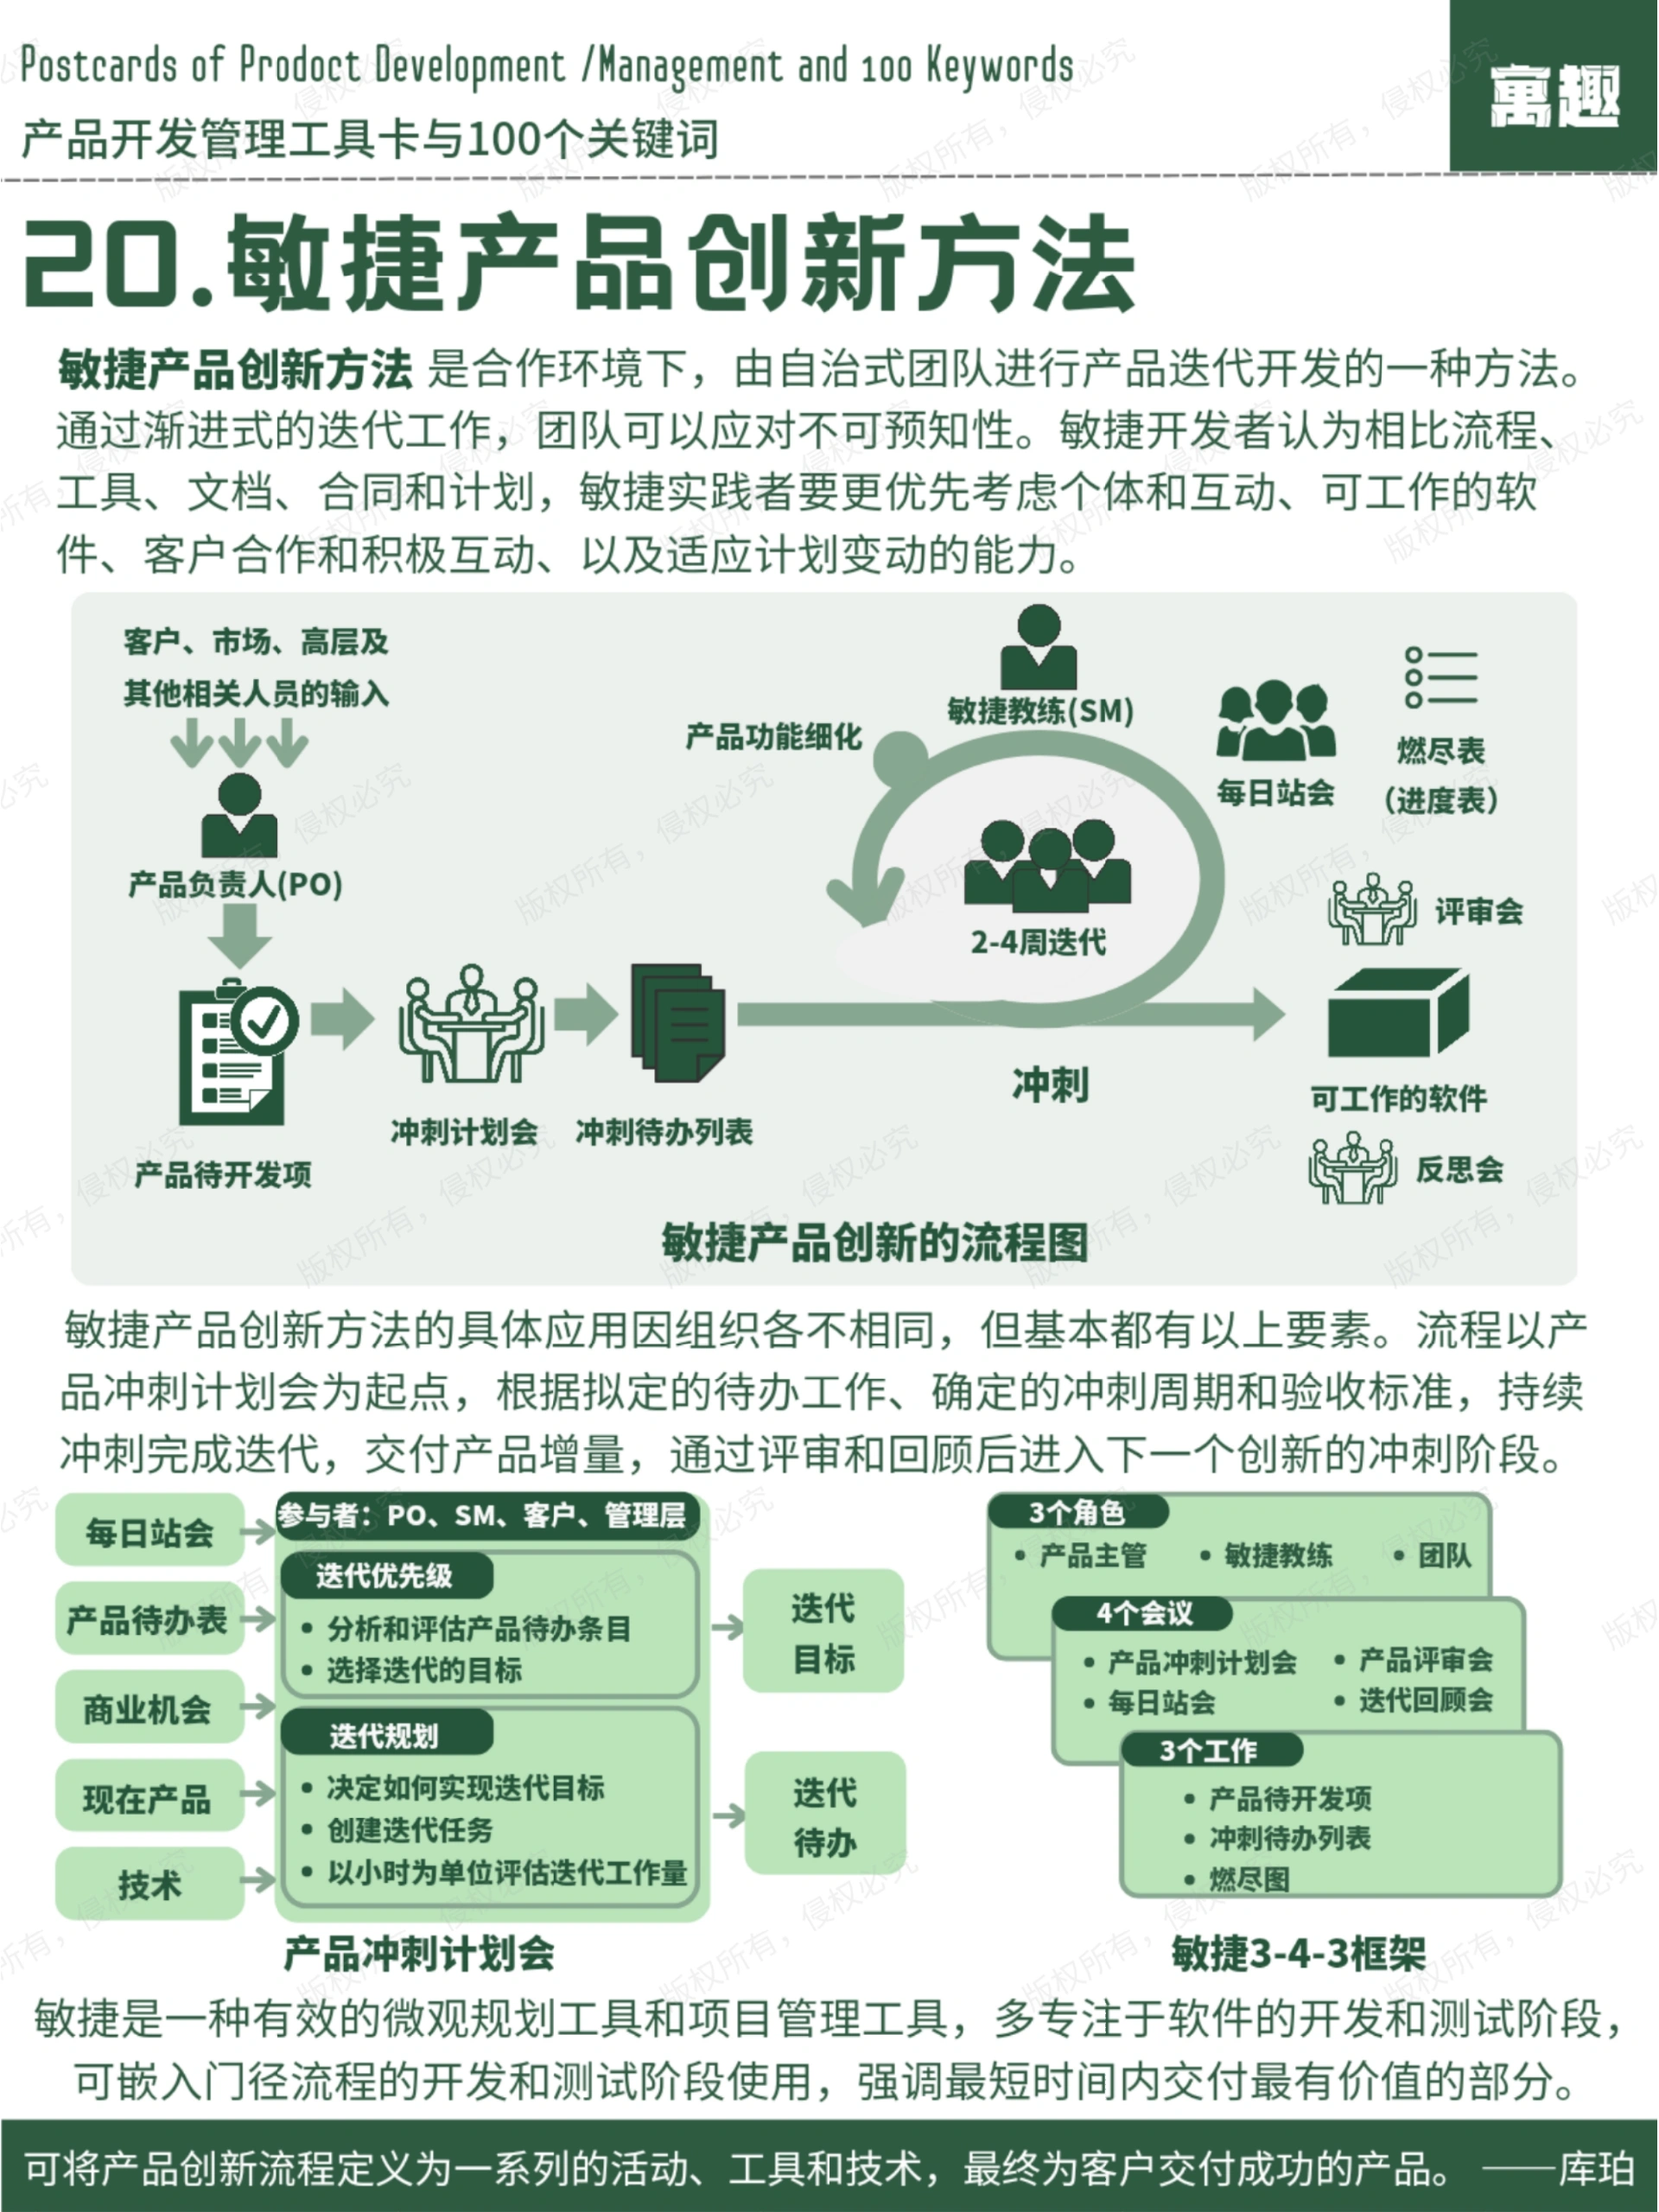 Postcards of Prodoct Development /Management and 100 Keywords
产品开发管理工具卡与100个关键词
寓趣
20.敏捷产品创新方法
敏捷产品创新方法 是合作环境下，由自治式团队进行产品迭代开发的一种方法。
通过渐进式的迭代工作，团队可以应对不可预知性。敏捷开发者认为相比流程、
工具、文档、合同和计划，敏捷实践者要更优先考虑个体和互动、可工作的软
件、客户合作和积极互动、以及适应计划变动的能力。
客户、市场、高层及
其他相关人员的输入
产品负责人(PO)
产品待开发项
冲刺计划会
冲刺待办列表
产品功能细化
敏捷教练(SM)
2-4周迭代
冲刺
每日站会
燃尽表
（进度表）
评审会
可工作的软件
反思会
敏捷产品创新的流程图
敏捷产品创新方法的具体应用因组织各不相同，但基本都有以上要素。流程以产
品冲刺计划会为起点，根据拟定的待办工作、确定的冲刺周期和验收标准，持续
冲刺完成迭代，交付产品增量，通过评审和回顾后进入下一个创新的冲刺阶段。
每日站会
产品待办表
商业机会
现在产品
技术
参与者：PO、SM、客户、管理层
迭代优先级
• 分析和评估产品待办条目
• 选择迭代的目标
迭代规划
• 决定如何实现迭代目标
• 创建迭代任务
• 以小时为单位评估迭代工作量
迭代
目标
迭代
待办
产品冲刺计划会
3个角色
• 产品主管 • 敏捷教练 • 团队
4个会议
• 产品冲刺计划会 • 产品评审会
• 每日站会 • 迭代回顾会
3个工作
• 产品待开发项
• 冲刺待办列表
• 燃尽图
敏捷3-4-3框架
敏捷是一种有效的微观规划工具和项目管理工具，多专注于软件的开发和测试阶段，
可嵌入门径流程的开发和测试阶段使用，强调最短时间内交付最有价值的部分。
可将产品创新流程定义为一系列的活动、工具和技术，最终为客户交付成功的产品。 ——库珀
版权所有，侵权必究